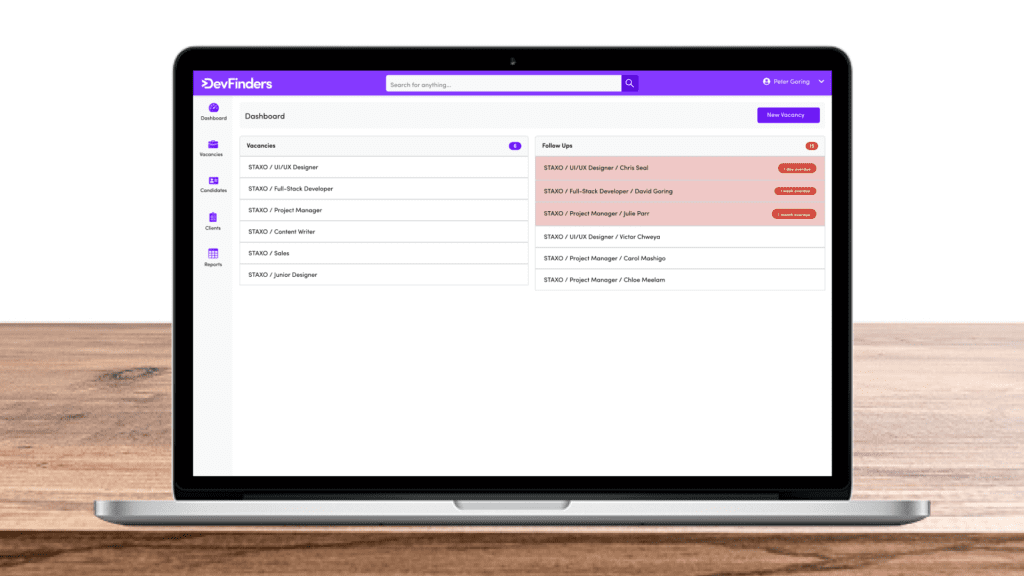 DevFinders
Search for anything...
Peter Goring
Dashboard
Vacancies
Candidates
Clients
Reports
Dashboard
New Vacancy
Vacancies
STAXO / UI/UX Designer
STAXO / Full-Stack Developer
STAXO / Project Manager
STAXO / Content Writer
STAXO / Sales
STAXO / Junior Designer
Follow Ups
STAXO / UI/UX Designer / Chris Seal
1 day overdue
STAXO / Full-Stack Developer / David Goring
1 week overdue
STAXO / Project Manager / Julie Parr
1 month overdue
STAXO / UI/UX Designer / Victor Chweya
STAXO / Project Manager / Carol Mashigo
STAXO / Project Manager / Chloe Meelam